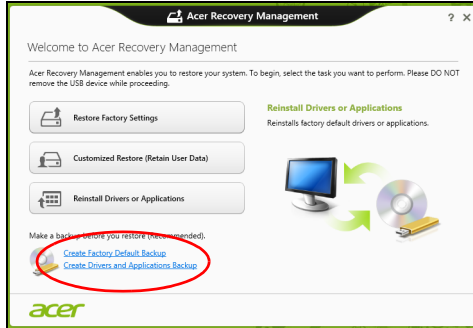 Acer Recovery Management
? X
Welcome to Acer Recovery Management
Acer Recovery Management enables you to restore your system. To begin, select the task you want to perform. Please DO NOT
remove the USB device while proceeding.
Restore Factory Settings
Customized Restore (Retain User Data)
Reinstall Drivers or Applications
Reinstall Drivers or Applications
Reinstalls factory default drivers or applications.
Make a backup before you restore (Recommended).
Create Factory Default Backup
Create Drivers and Applications Backup
acer